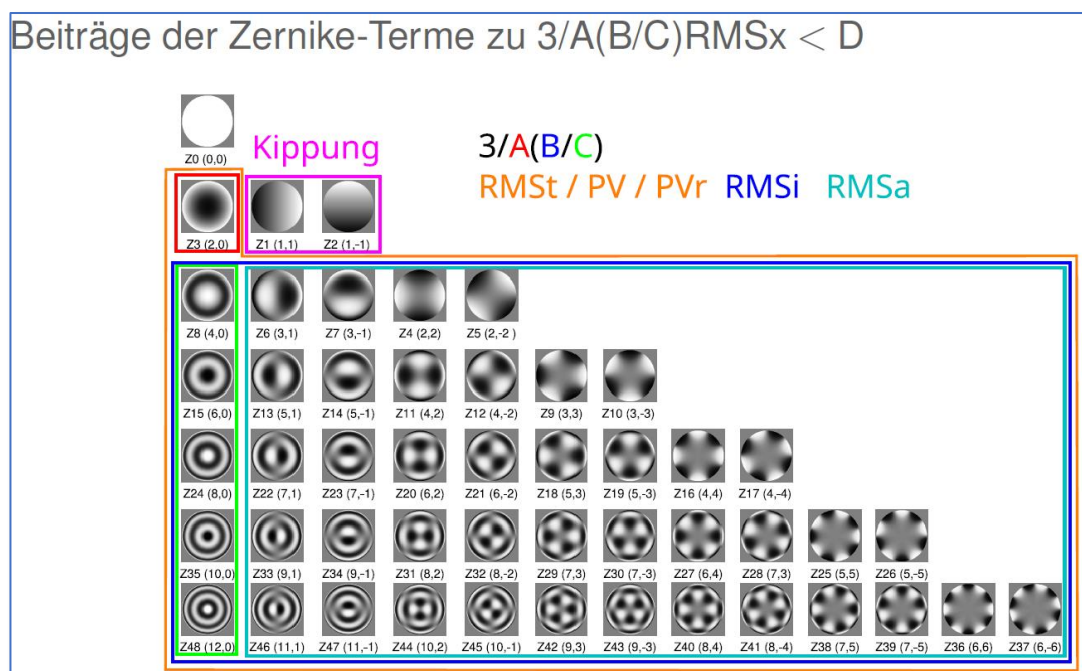 Beiträge der Zernike-Terme zu 3/A(B/C)RMSx < D
Z0 (0,0)
Kippung
3/A(B/C)
RMSt / PV / PVr RMSi RMSa
Z3 (2,0) Z1 (1,1) Z2 (1,-1)
Z8 (4,0) Z6 (3,1) Z7 (3,-1) Z4 (2,2) Z5 (2,-2 )
Z15 (6,0) Z13 (5,1) Z14 (5,-1) Z11 (4,2) Z12 (4,-2) Z9 (3,3) Z10 (3,-3)
Z24 (8,0) Z22 (7,1) Z23 (7,-1) Z20 (6,2) Z21 (6,-2) Z18 (5,3) Z19 (5,-3) Z16 (4,4) Z17 (4,-4)
Z35 (10,0) Z33 (9,1) Z34 (9,-1) Z31 (8,2) Z32 (8,-2) Z29 (7,3) Z30 (7,-3) Z27 (6,4) Z28 (7,3) Z25 (5,5) Z26 (5,-5)
Z48 (12,0) Z46 (11,1) Z47 (11,-1) Z44 (10,2) Z45 (10,-1) Z42 (9,3) Z43 (9,-3) Z40 (8,4) Z41 (8,-4) Z38 (7,5) Z39 (7,-5) Z36 (6,6) Z37 (6,-6)